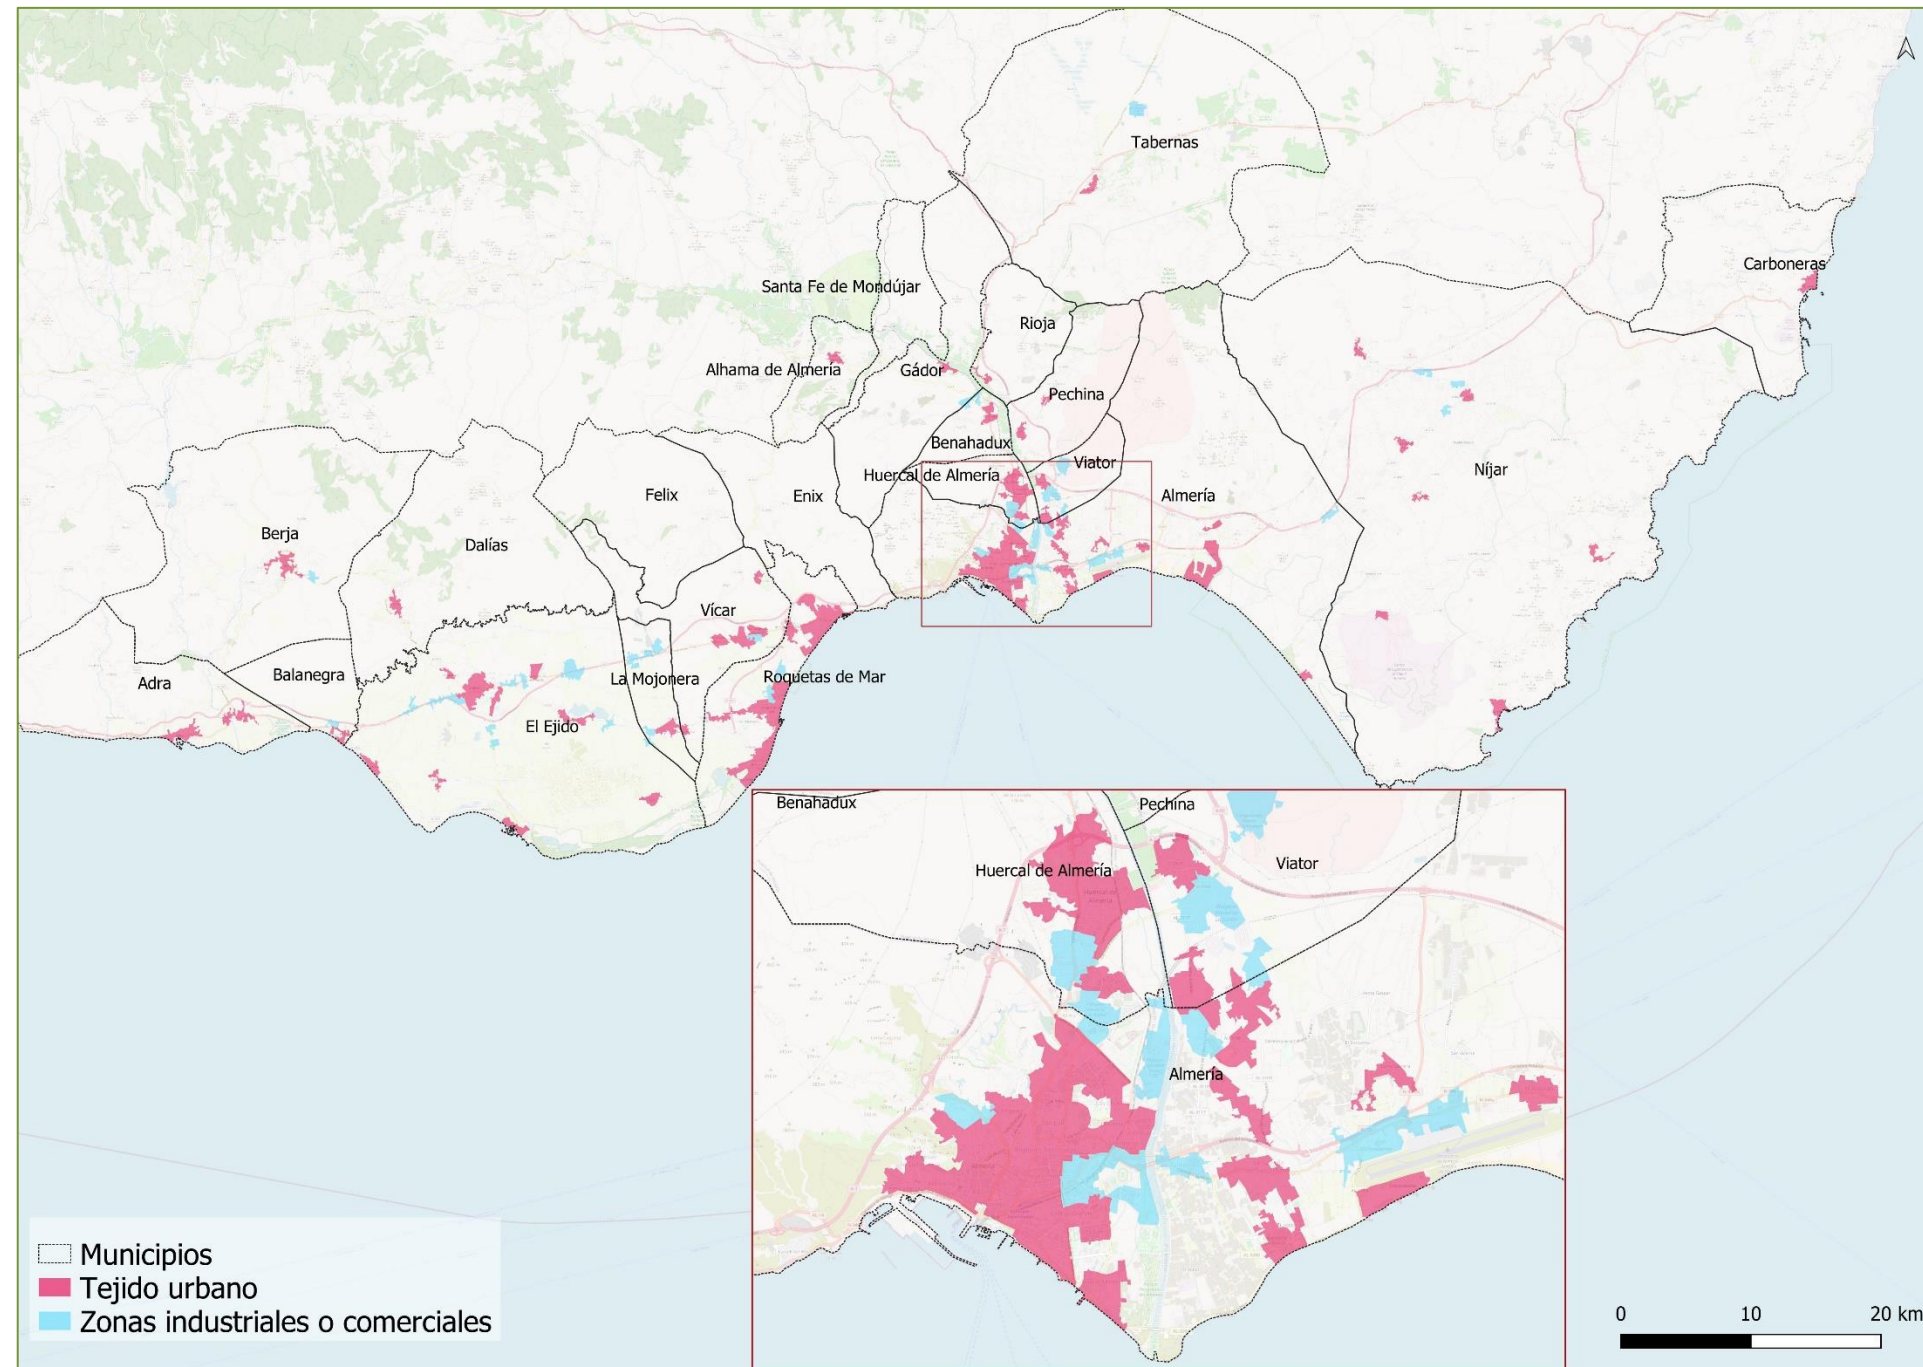 Tabernas
Carboneras
Santa Fe de Mondújar
Rioja
Alhama de Almería
Gádor
Pechina
Benahadux
Viator
Huercal de Almería
Níjar
Felix
Enix
Almería
Berja
Dalías
Vícar
Balanegra
La Mojonera
Roquetas de Mar
Adra
El Ejido
Benahadux
Pechina
Viator
Huercal de Almería
Almería
Municipios
Tejido urbano
Zonas industriales o comerciales
0 10 20 km